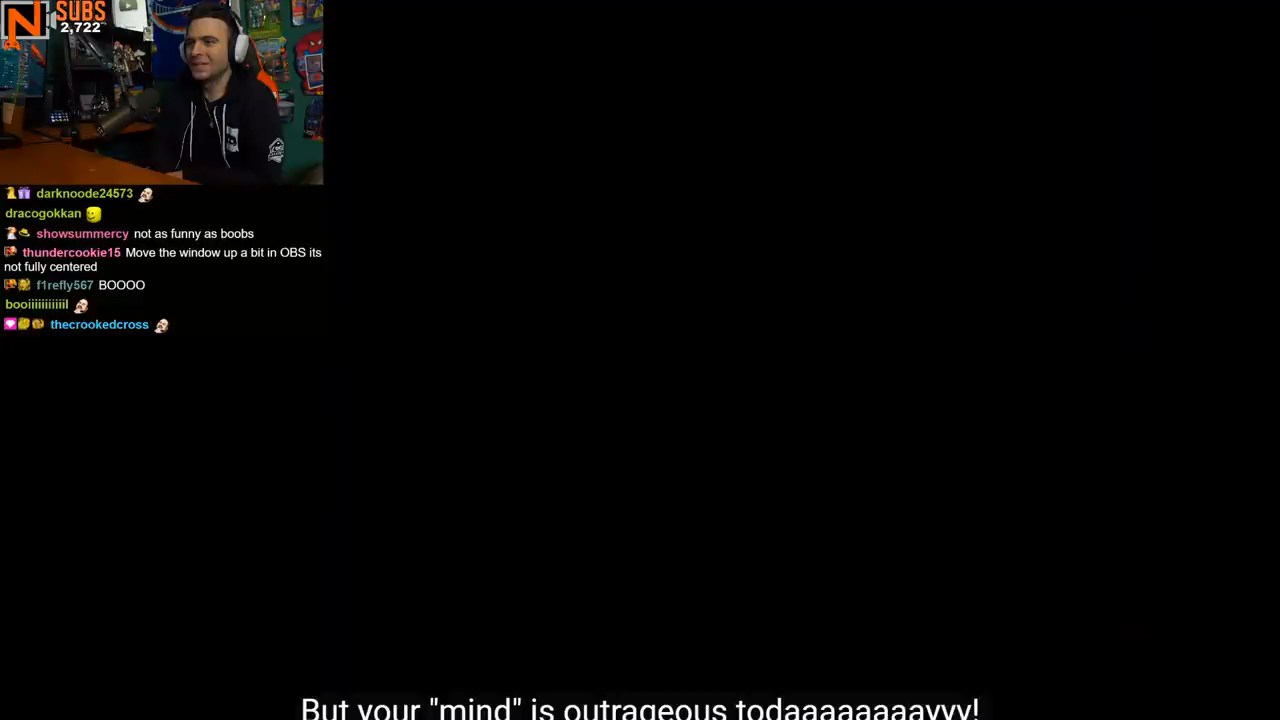 SUBS
2,722
darknoode24573
dracogokkan
showsummercy not as funny as boobs
thundercookie15 Move the window up a bit in OBS its
not fully centered
f1refly567 BOOOO
booiiiiiiiiiiil
thecrookedcross
But your "mind" is outrageous todaaaaaaaayyy!